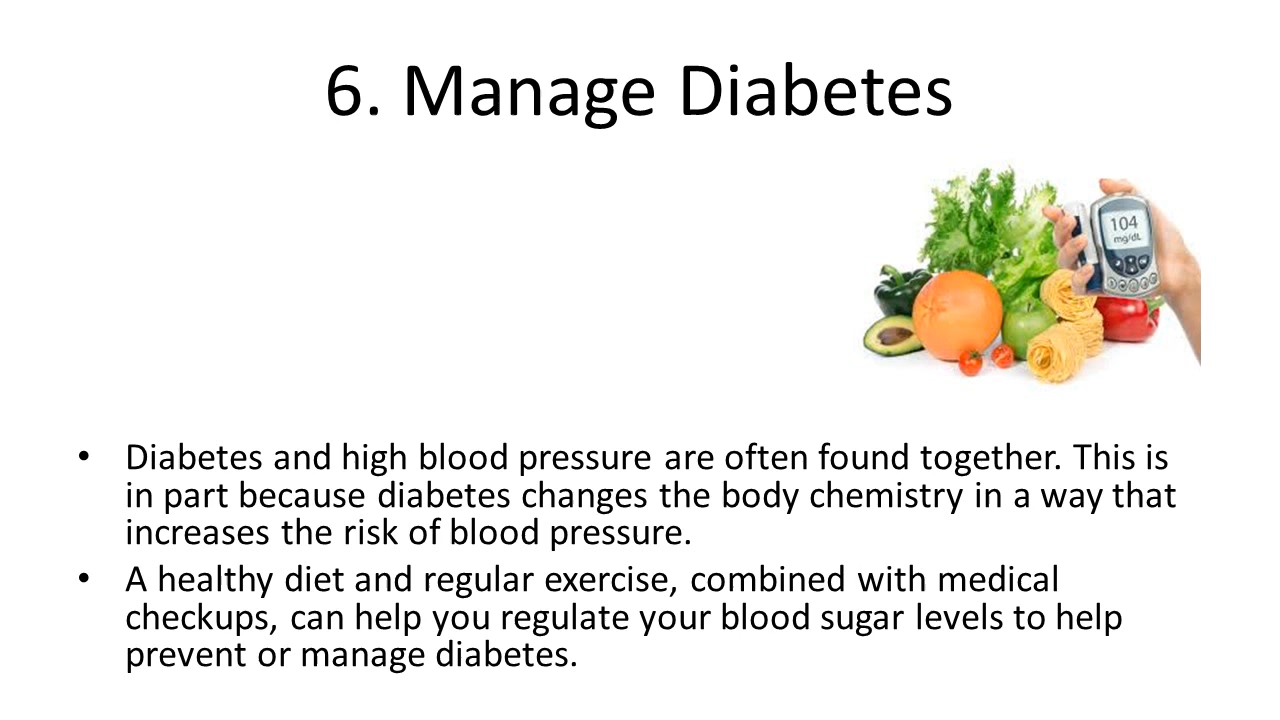 6. Manage Diabetes
104
mg/dL
• Diabetes and high blood pressure are often found together. This is
in part because diabetes changes the body chemistry in a way that
increases the risk of blood pressure.
• A healthy diet and regular exercise, combined with medical
checkups, can help you regulate your blood sugar levels to help
prevent or manage diabetes.